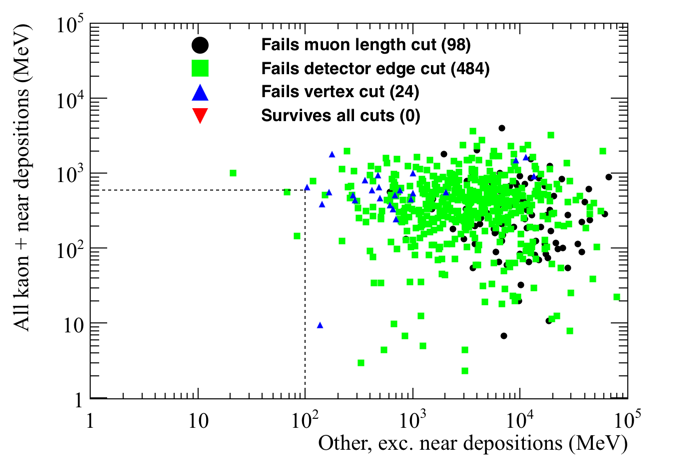 10^5
10^4
10^3
10^2
10
1
All kaon + near depositions (MeV)
Fails muon length cut (98)
Fails detector edge cut (484)
Fails vertex cut (24)
Survives all cuts (0)
1 10 10^2 10^3 10^4 10^5
Other, exc. near depositions (MeV)